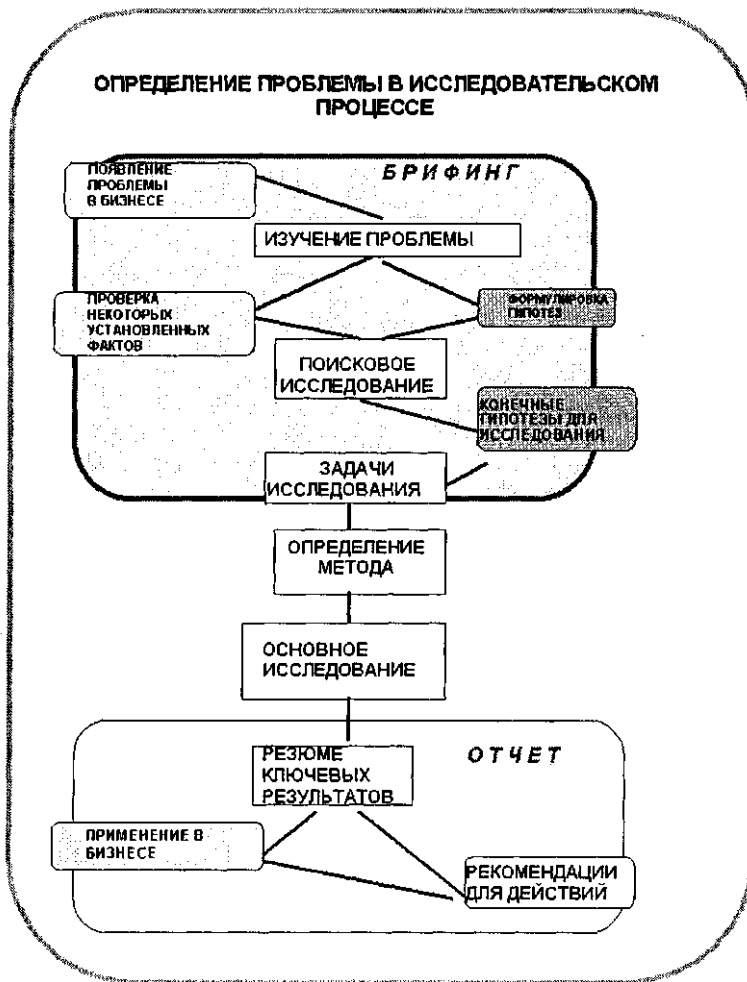 ОПРЕДЕЛЕНИЕ ПРОБЛЕМЫ В ИССЛЕДОВАТЕЛЬСКОМ
ПРОЦЕССЕ
БРИФИНГ
ПОЯВЛЕНИЕ
ПРОБЛЕМЫ
В БИЗНЕСЕ
ИЗУЧЕНИЕ ПРОБЛЕМЫ
ПРОВЕРКА
НЕКОТОРЫХ
УСТАНОВЛЕННЫХ
ФАКТОВ
ФОРМУЛИРОВКА
ГИПОТЕЗ
ПОИСКОВОЕ
ИССЛЕДОВАНИЕ
КОНЕЧНЫЕ
ГИПОТЕЗЫ ДЛЯ
ИССЛЕДОВАНИЯ
ЗАДАЧИ
ИССЛЕДОВАНИЯ
ОПРЕДЕЛЕНИЕ
МЕТОДА
ОСНОВНОЕ
ИССЛЕДОВАНИЕ
ОТЧЕТ
РЕЗЮМЕ
КЛЮЧЕВЫХ
РЕЗУЛЬТАТОВ
ПРИМЕНЕНИЕ В
БИЗНЕСЕ
РЕКОМЕНДАЦИИ
ДЛЯ ДЕЙСТВИЙ